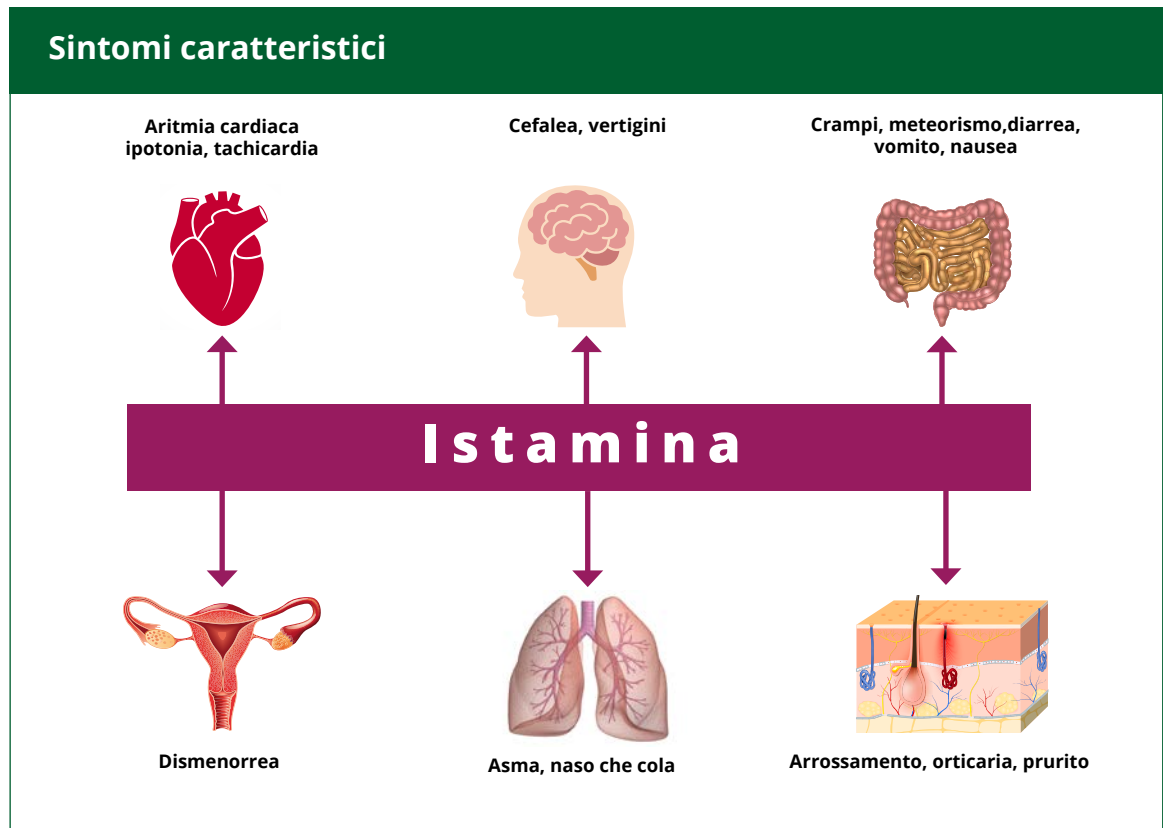 Sintomi caratteristici
Aritmia cardiaca
ipotonia, tachicardia
Cefalea, vertigini
Crampi, meteorismo,diarrea,
vomito, nausea
Istamina
Dismenorrea
Asma, naso che cola
Arrossamento, orticaria, prurito